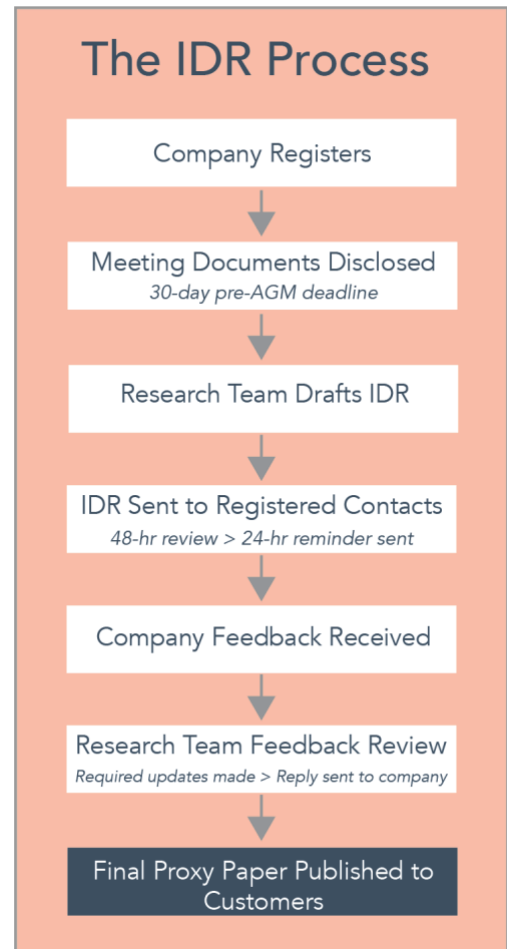 The IDR Process
Company Registers
Meeting Documents Disclosed
30-day pre-AGM deadline
Research Team Drafts IDR
IDR Sent to Registered Contacts
48-hr review > 24-hr reminder sent
Company Feedback Received
Research Team Feedback Review
Required updates made > Reply sent to company
Final Proxy Paper Published to
Customers